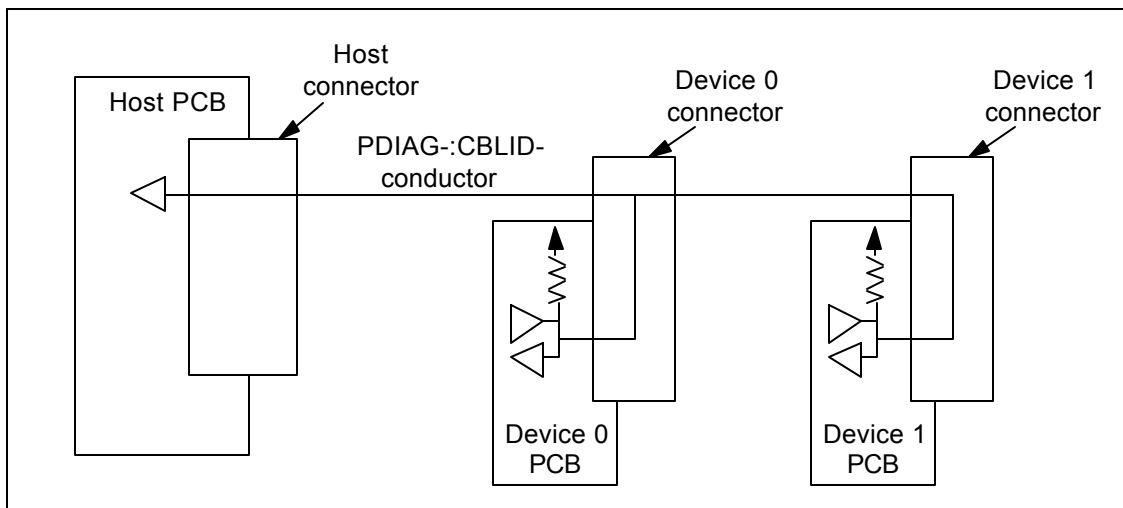 Host
connector
Host PCB
PDIAG-:CBLID-
conductor
Device 0
connector
Device 1
connector
Device 0
PCB
Device 1
PCB